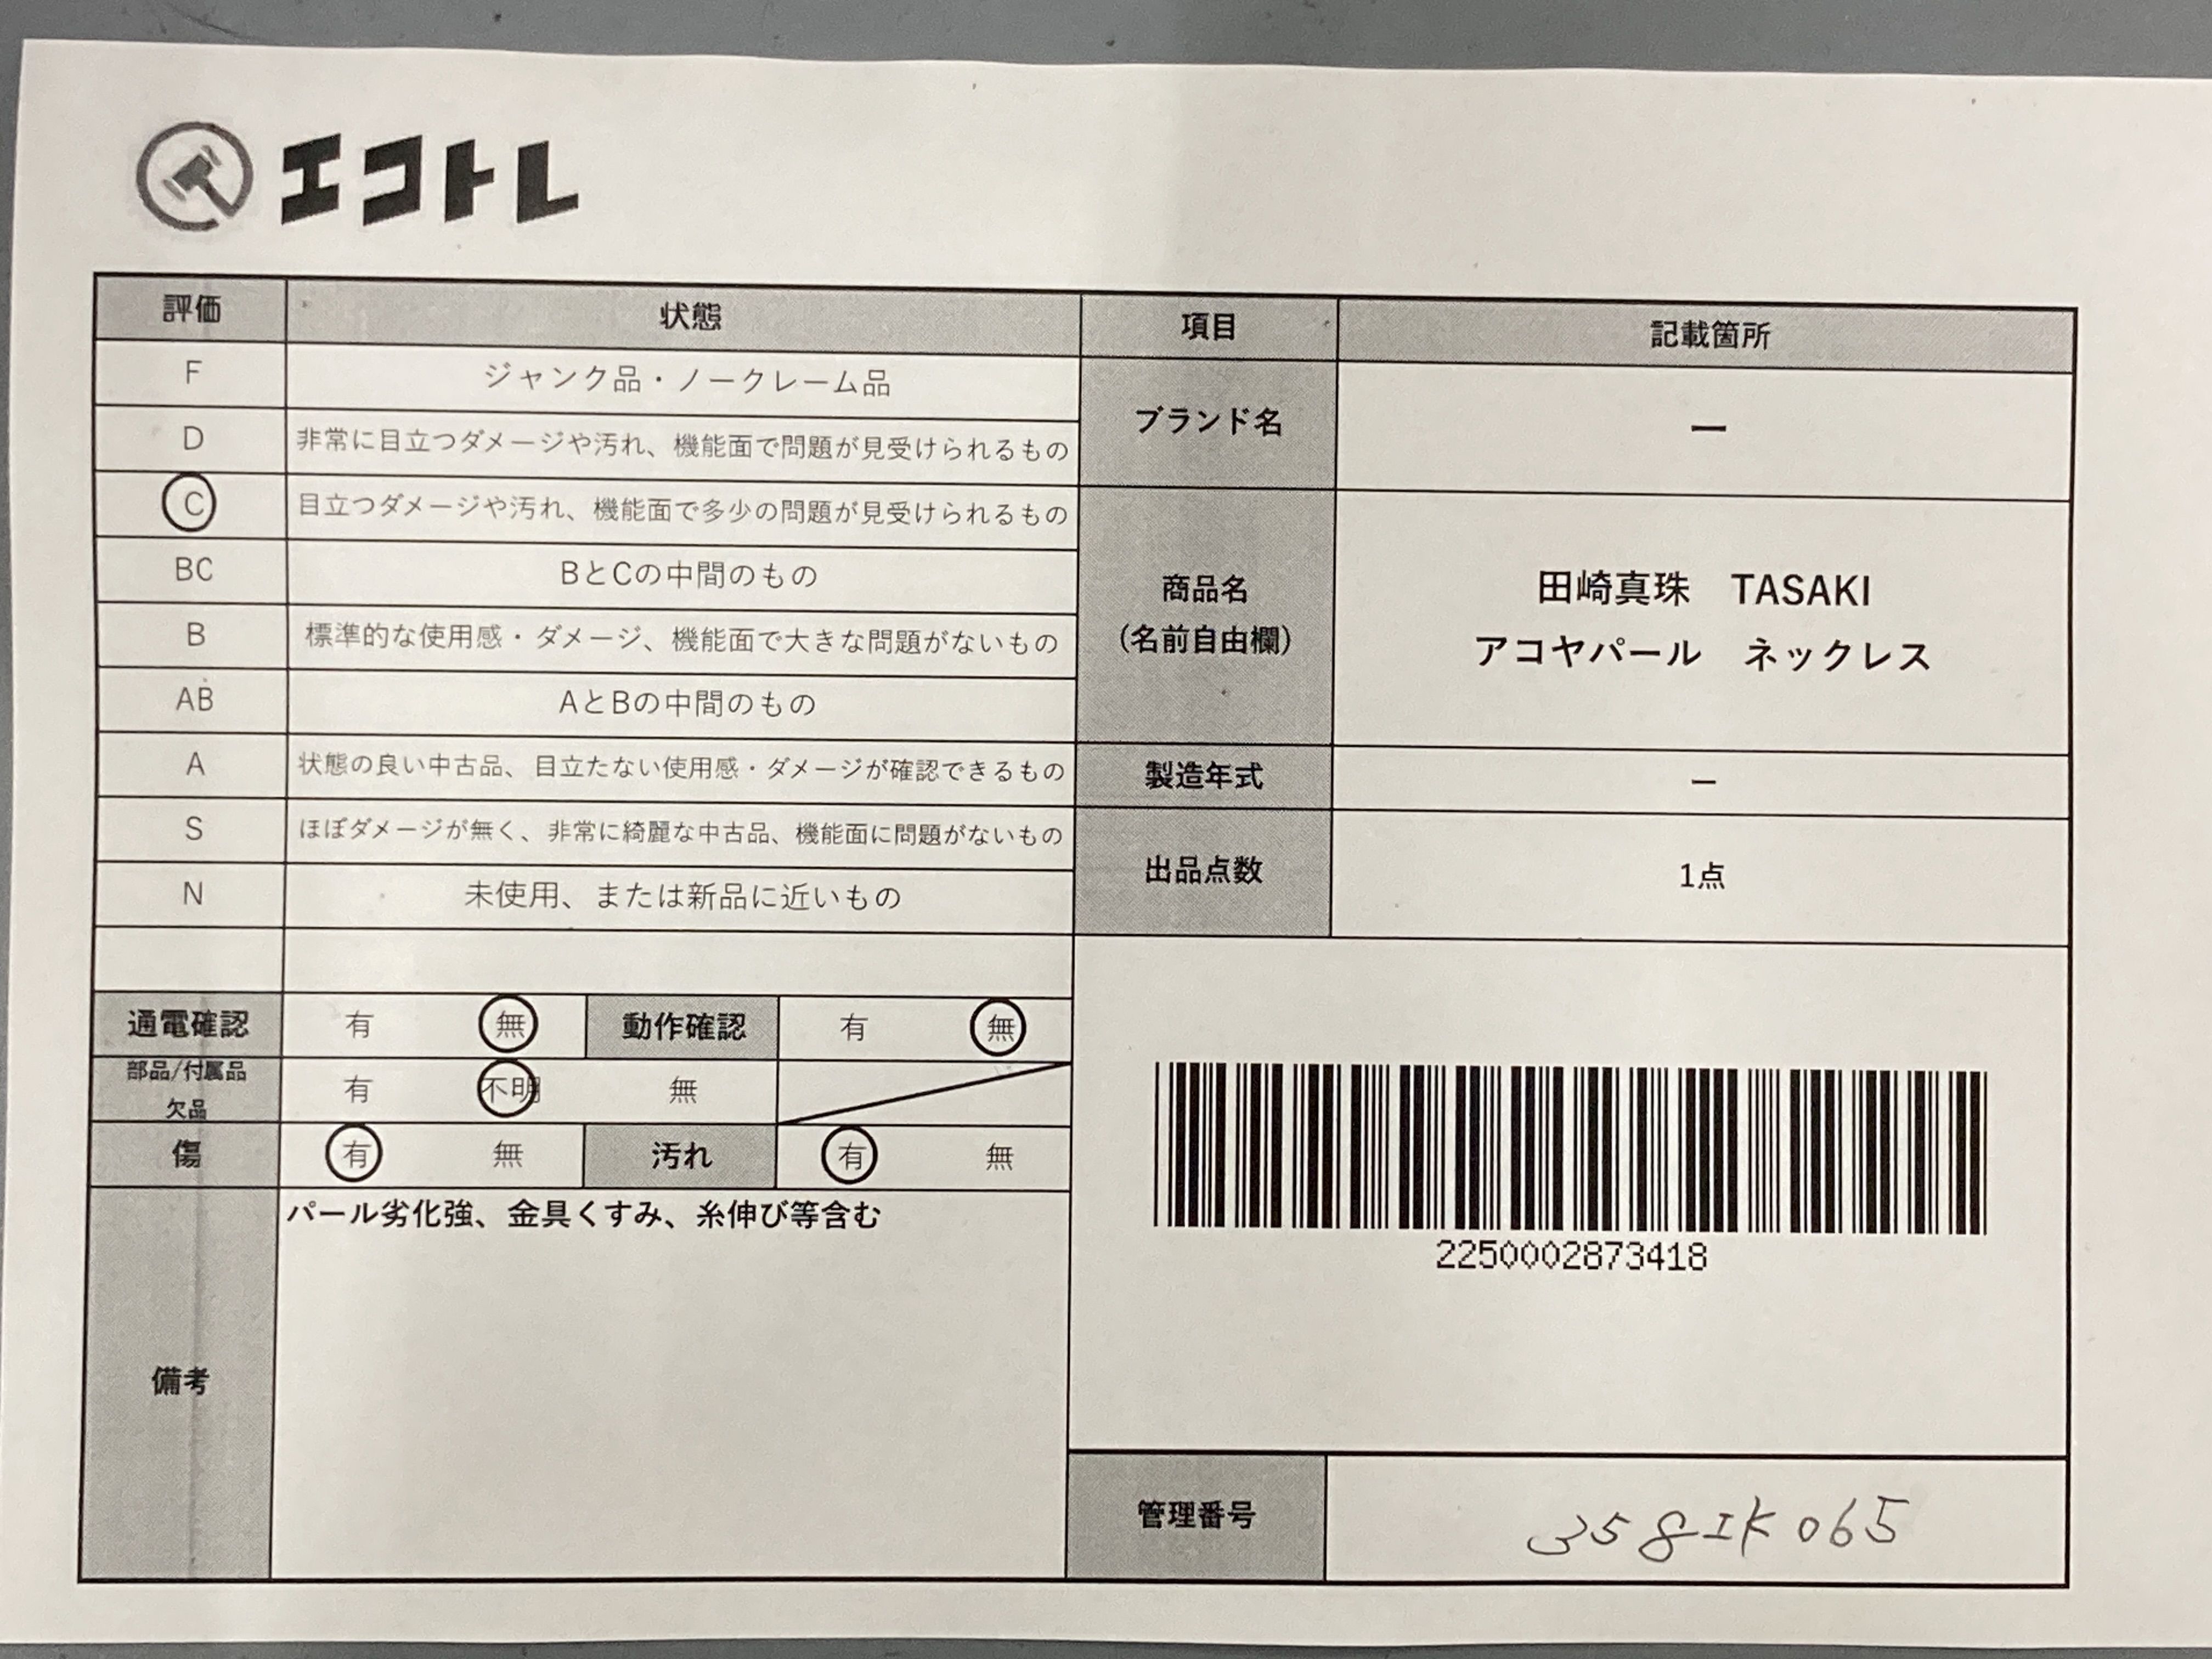 エコトレ
評価 状態 項目 記載箇所
F ジャンク品・ノークレーム品
D 非常に目立つダメージや汚れ、機能面で問題が見受けられるもの
ブランド名 ー
C 目立つダメージや汚れ、機能面で多少の問題が見受けられるもの
BC BとCの中間のもの
B 標準的な使用感・ダメージ、機能面で大きな問題がないもの
AB AとBの中間のもの
商品名
(名前自由欄)
田崎真珠 TASAKI
アコヤパール ネックレス
A 状態の良い中古品、目立たない使用感・ダメージが確認できるもの
製造年式 ー
S ほぼダメージが無く、非常に綺麗な中古品、機能面に問題がないもの
N 未使用、または新品に近いもの
出品点数 1点
通電確認 有 無 動作確認 有 無
部品/付属品
欠品
有 不明 無
傷 有 無 汚れ 有 無
備考
パール劣化強、金具くすみ、糸伸び等含む
2250002873418
管理番号 358IK065